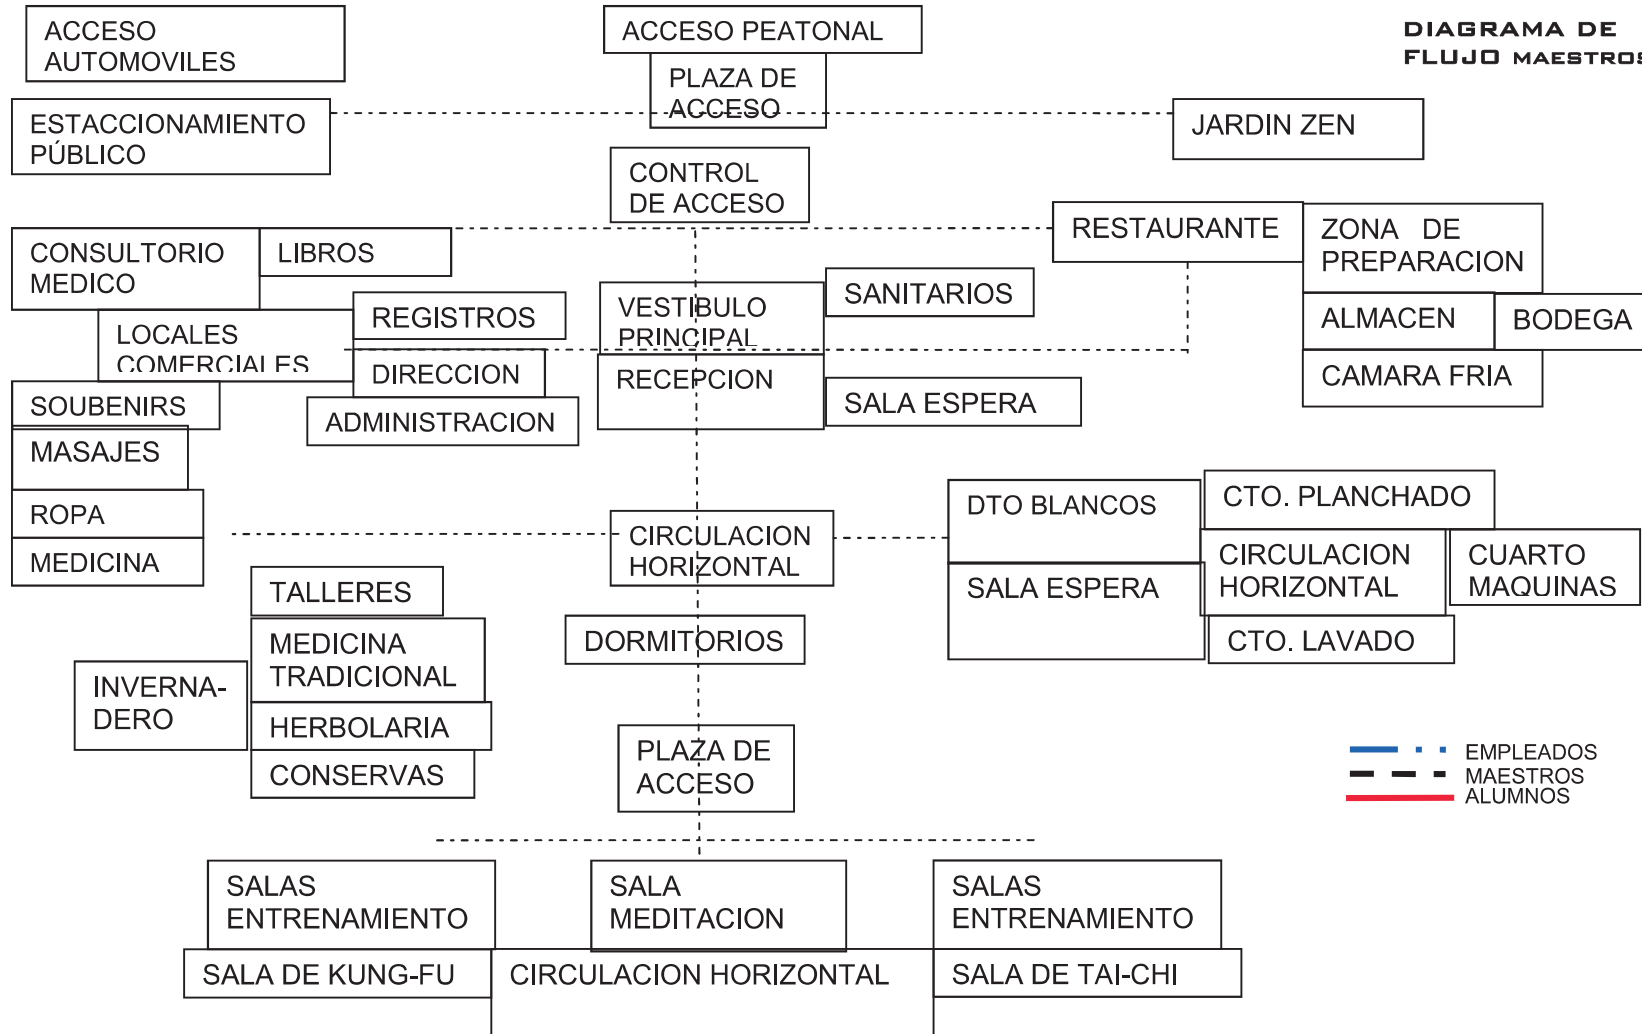 ACCESO
AUTOMOVILES
ACCESO PEATONAL
DIAGRAMA DE
FLUJO MAESTROS
PLAZA DE
ACCESO
ESTACCIONAMIENTO
PÚBLICO
JARDIN ZEN
CONTROL
DE ACCESO
CONSULTORIO
MEDICO
LIBROS
RESTAURANTE
ZONA DE
PREPARACION
SANITARIOS
VESTIBULO
PRINCIPAL
REGISTROS
LOCALES
COMERCIALES
ALMACEN
BODEGA
DIRECCION
RECEPCION
CAMARA FRIA
SOUBENIRS
ADMINISTRACION
SALA ESPERA
MASAJES
ROPA
MEDICINA
DTO BLANCOS
CTO. PLANCHADO
CIRCULACION
HORIZONTAL
CIRCULACION
HORIZONTAL
CUARTO
MAQUINAS
SALA ESPERA
CTO. LAVADO
TALLERES
MEDICINA
TRADICIONAL
DORMITORIOS
INVERNA-
DERO
HERBOLARIA
CONSERVAS
PLAZA DE
ACCESO
EMPLEADOS
MAESTROS
ALUMNOS
SALAS
ENTRENAMIENTO
SALA
MEDITACION
SALAS
ENTRENAMIENTO
SALA DE KUNG-FU
CIRCULACION HORIZONTAL
SALA DE TAI-CHI